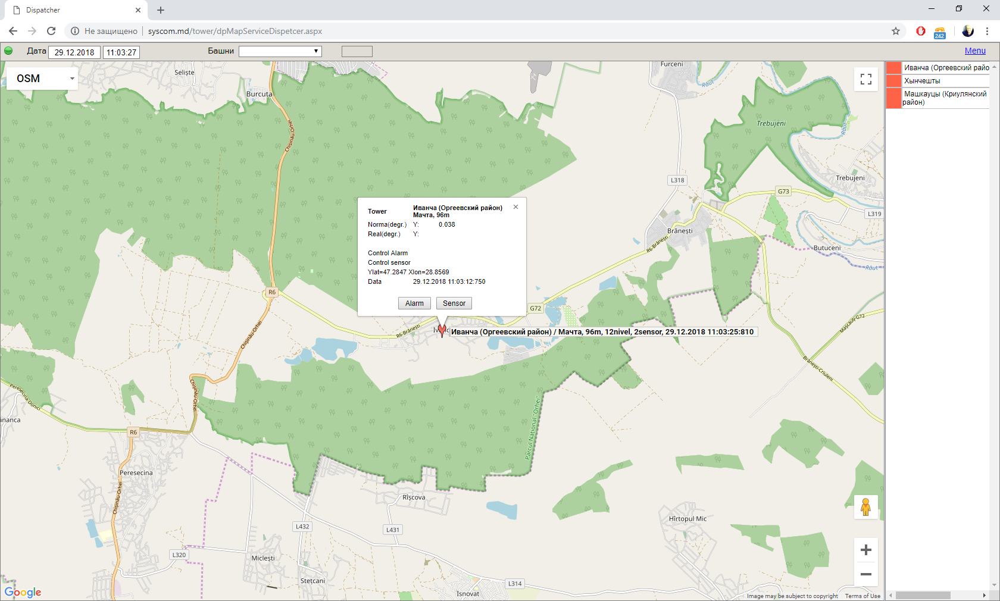 Dispatcher
Не защищено
syscom.md/tower/dpMapServiceDispetcer.aspx
242
Дата
29.12.2018
11:03:27
Башни
Menu
OSM
Иванча (Оргеевский райо
Хынчешты
Машкауцы (Криулянский
район)
Seliște
Burcuta
Furceni
Răut
Trebujeni
Răut
Chișinău-Orhei
L318
Trebujeni
G73
L319
Brănești
R6-Brănești
Butuceni
Răut
Tower
Иванча (Оргеевский район)
Мачта, 96m
Norma(degr.) Y: 0.038
Real(degr.) Y:
Control Alarm
Control sensor
Ylat=47.2847 Xlon=28.8569
Data 29.12.2018 11:03:12:750
Alarm
Sensor
R6
G72
Mașcăuți-G72
Chișinău-Orhei
R6-Brănești
Иванча (Оргеевский район) / Мачта, 96m, 12nivel, 2sensor, 29.12.2018 11:03:25:810
Brănești-Criuleni
Peresecina-Donici
Chișinău-Orhei
ănanca
R6
Parcul Național "Orhei"
Peresecina
Chișinău-Orhei
Rîșcova
Hîrtopul Mic
L432
L431
L320
Miclești
Stețcani
L314
Isnovat
Google
Image may be subject to copyright
Terms of Use